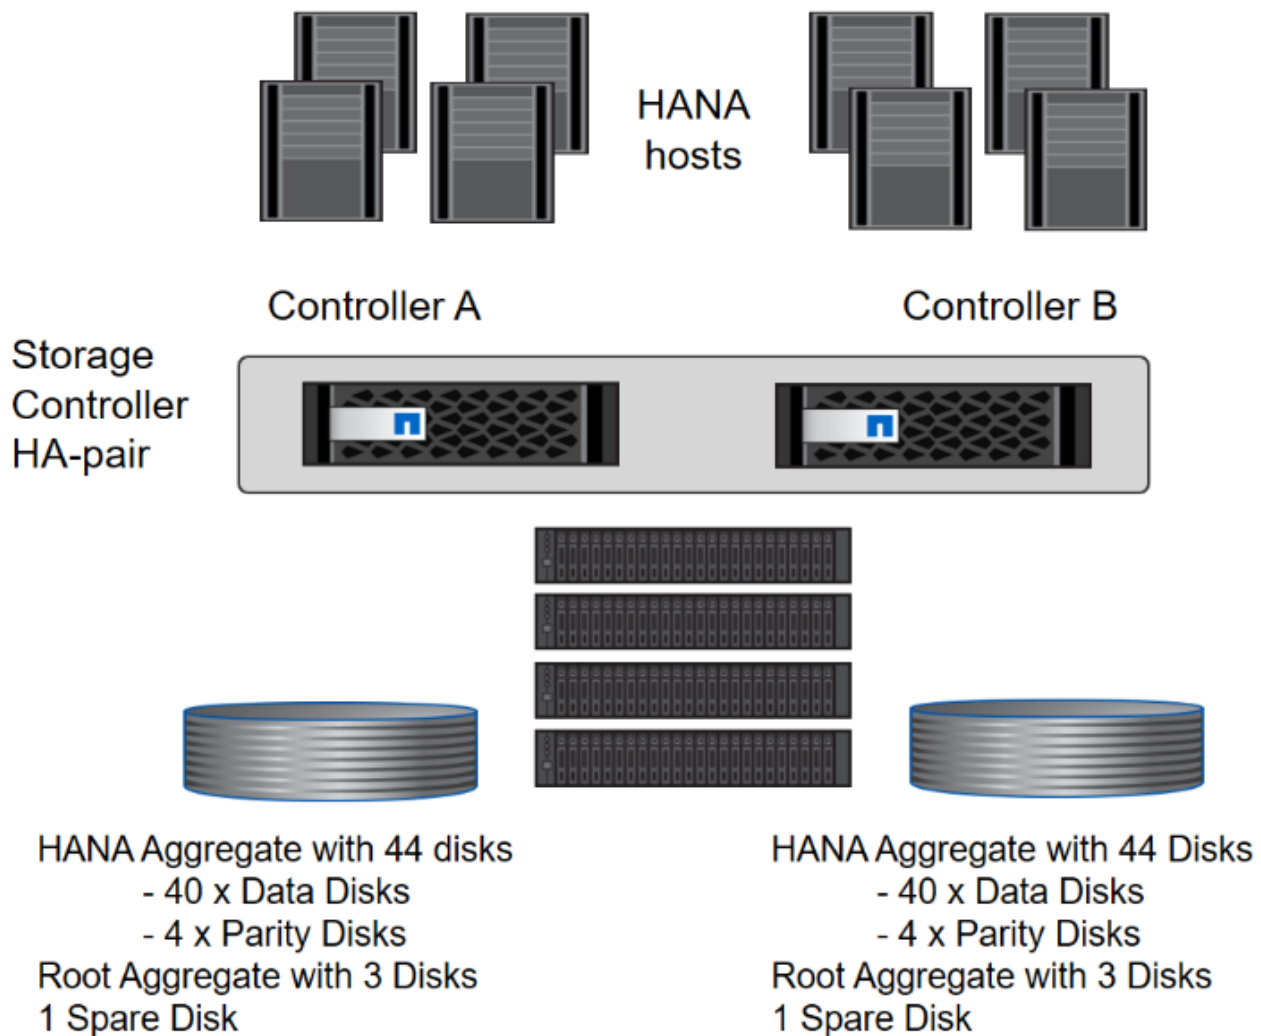 HANA
hosts
Controller A
Controller B
Storage
Controller
HA-pair
HANA Aggregate with 44 disks
- 40 x Data Disks
- 4 x Parity Disks
Root Aggregate with 3 Disks
1 Spare Disk
HANA Aggregate with 44 Disks
- 40 x Data Disks
- 4 x Parity Disks
Root Aggregate with 3 Disks
1 Spare Disk